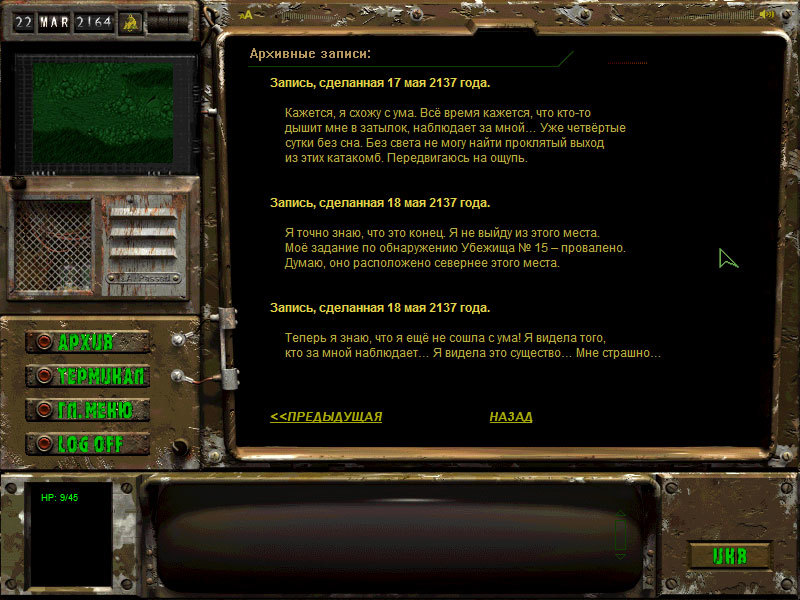 22 MAR 2164
АРХИВ
ТЕРМИНАЛ
ГЛ. МЕНЮ
LOG OFF
Архивные записи:
Запись, сделанная 17 мая 2137 года.
Кажется, я схожу с ума. Всё время кажется, что кто-то
дышит мне в затылок, наблюдает за мной... Уже четвёртые
сутки без сна. Без света не могу найти проклятый выход
из этих катакомб. Передвигаюсь на ощупь.
Запись, сделанная 18 мая 2137 года.
Я точно знаю, что это конец. Я не выйду из этого места.
Моё задание по обнаружению Убежища № 15 – провалено.
Думаю, оно расположено севернее этого места.
Запись, сделанная 18 мая 2137 года.
Теперь я знаю, что я ещё не сошла с ума! Я видела того,
кто за мной наблюдает... Я видела это существо... Мне страшно...
<<ПРЕДЫДУЩАЯ
НАЗАД
HP: 9/45